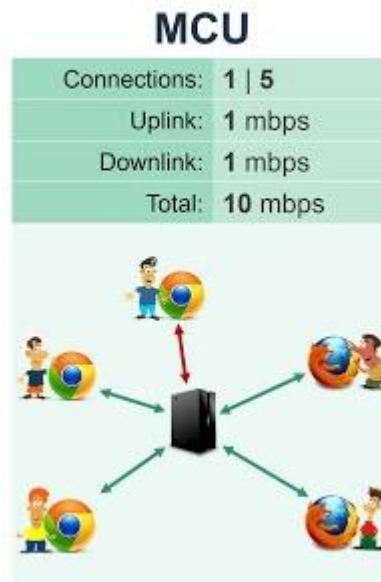 MCU
Connections: 1 | 5
Uplink: 1 mbps
Downlink: 1 mbps
Total: 10 mbps